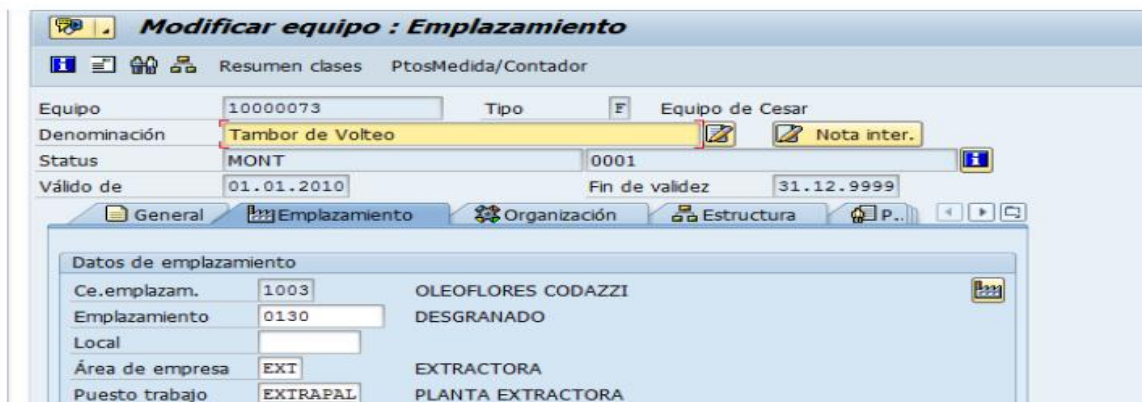 Modificar equipo : Emplazamiento
Resumen clases PtosMedida/Contador
Equipo 10000073 Tipo F Equipo de Cesar
Denominación Tambor de Volteo Nota inter.
Status MONT 0001
Válido de 01.01.2010 Fin de validez 31.12.9999
General Emplazamiento Organización Estructura P..
Datos de emplazamiento
Ce.emplazam. 1003 OLEOFLORES CODAZZI
Emplazamiento 0130 DESGRANADO
Local
Área de empresa EXT EXTRACTORA
Puesto trabajo EXTRAPAL PLANTA EXTRACTORA